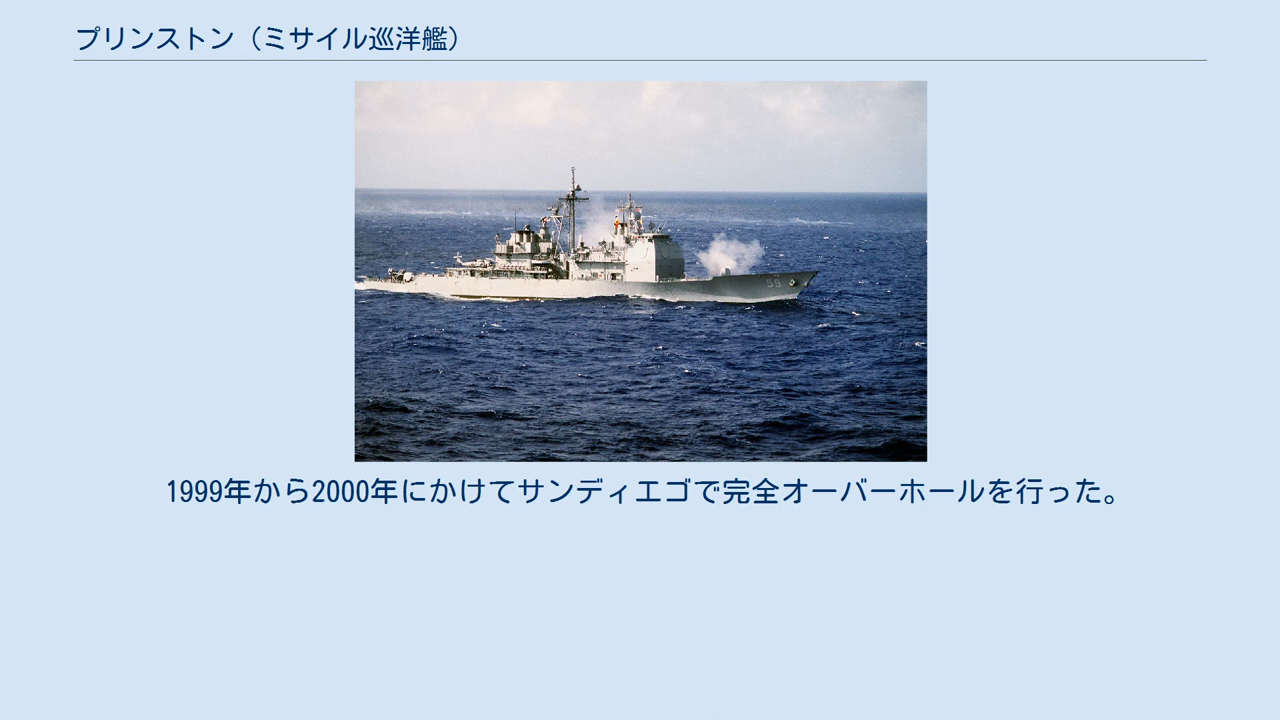 プリンストン（ミサイル巡洋艦）
59
1999年から2000年にかけてサンディエゴで完全オーバーホールを行った。